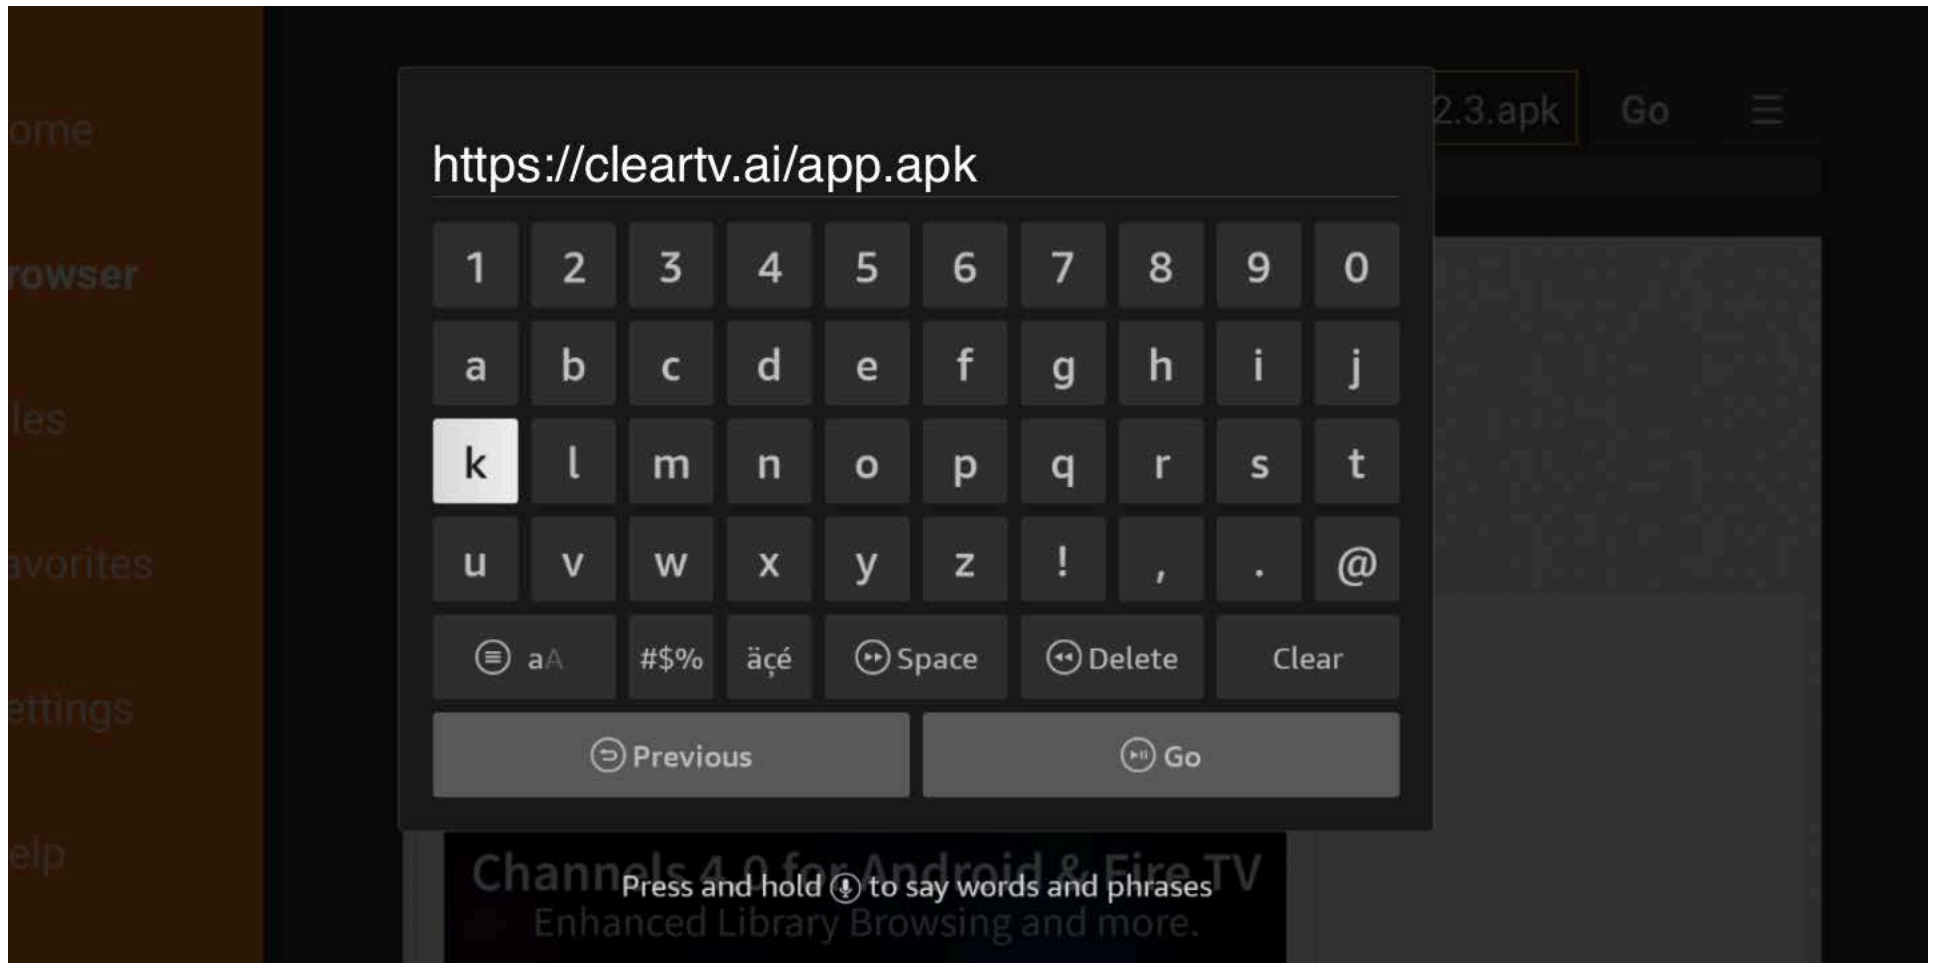 https://cleartv.ai/app.apk
2.3.apk Go
ome
rowser
les
avorites
ettings
elp
1 2 3 4 5 6 7 8 9 0
a b c d e f g h i j
k l m n o p q r s t
u v w x y z ! , . @
aA #$% äçé Space Delete Clear
Previous Go
Channels 4.0 for Android & Fire TV
Press and hold to say words and phrases
Enhanced Library Browsing and more.